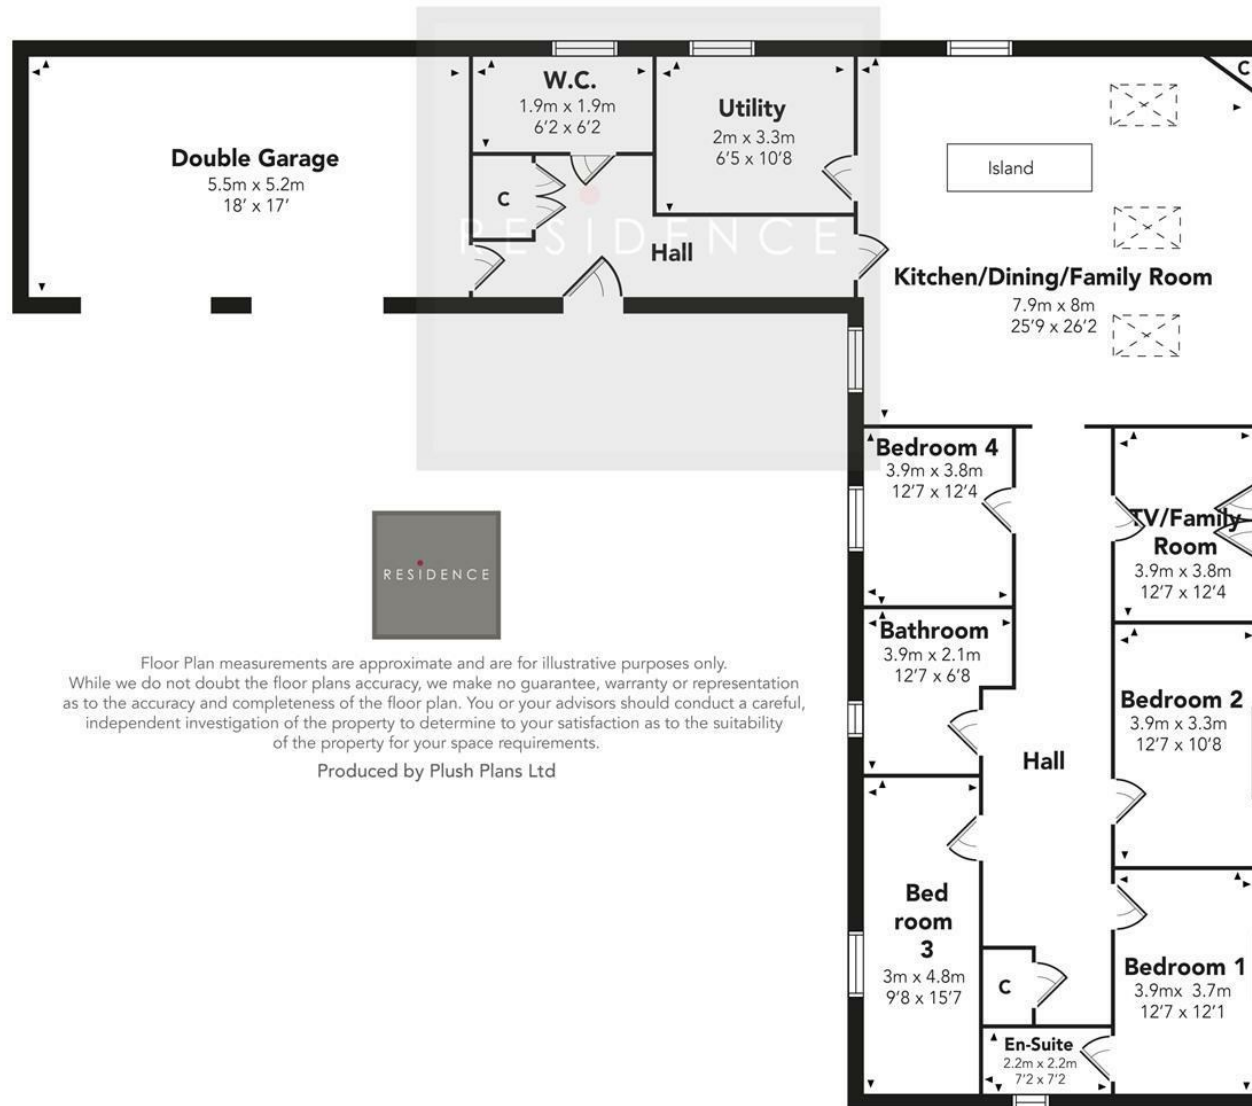 W.C.
1.9m x 1.9m
6'2 x 6'2
Utility
2m x 3.3m
6'5 x 10'8
C
Double Garage
5.5m x 5.2m
18' x 17'
Island
C
RESIDENCE
Hall
Kitchen/Dining/Family Room
7.9m x 8m
25'9 x 26'2
Bedroom 4
3.9m x 3.8m
12'7 x 12'4
TV/Family
Room
3.9m x 3.8m
12'7 x 12'4
RESIDENCE
Bathroom
3.9m x 2.1m
12'7 x 6'8
Floor Plan measurements are approximate and are for illustrative purposes only.
While we do not doubt the floor plans accuracy, we make no guarantee, warranty or representation
as to the accuracy and completeness of the floor plan. You or your advisors should conduct a careful,
independent investigation of the property to determine to your satisfaction as to the suitability
of the property for your space requirements.
Produced by Plush Plans Ltd
Bedroom 2
3.9m x 3.3m
12'7 x 10'8
Hall
Bed
room
3
3m x 4.8m
9'8 x 15'7
C
Bedroom 1
3.9mx 3.7m
12'7 x 12'1
En-Suite
2.2m x 2.2m
7'2 x 7'2